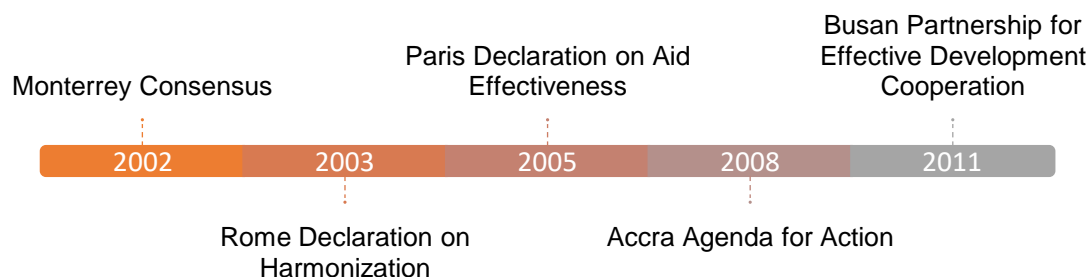 Monterrey Consensus
Paris Declaration on Aid
Effectiveness
Busan Partnership for
Effective Development
Cooperation
2002
2003
2005
2008
2011
Rome Declaration on
Harmonization
Accra Agenda for Action